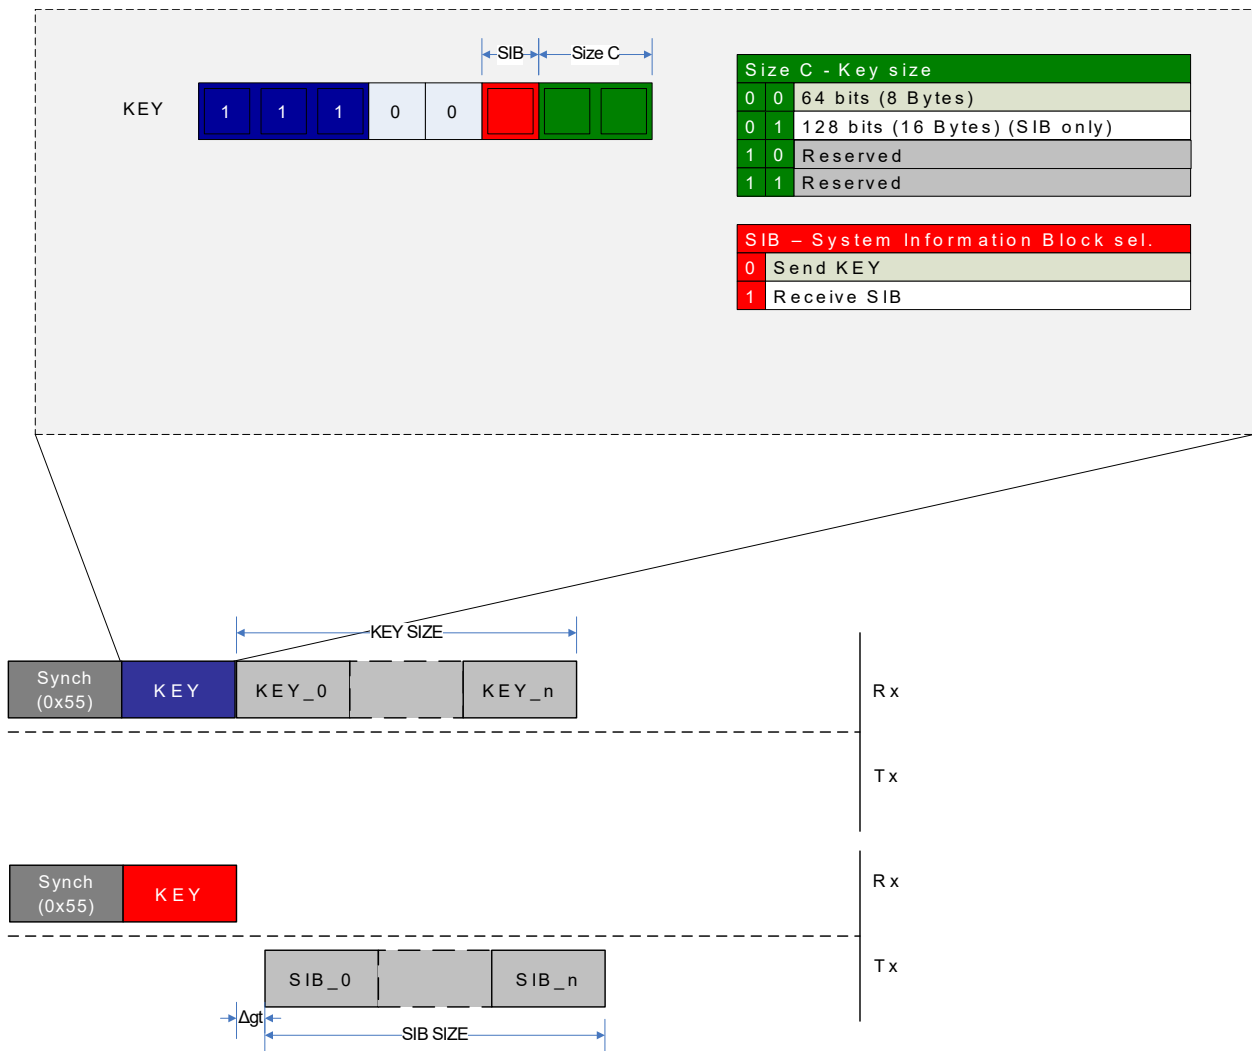 SIB
Size C
KEY
1 1 1 0 0
Size C - Key size
0 0 64 bits (8 Bytes)
0 1 128 bits (16 Bytes) (SIB only)
1 0 Reserved
1 1 Reserved
SIB – System Information Block sel.
0 Send KEY
1 Receive SIB
KEY SIZE
Synch
(0x55)
KEY
KEY_0
KEY_n
Rx
Tx
Synch
(0x55)
KEY
Rx
SIB_0
SIB_n
Tx
Δgt
SIB SIZE